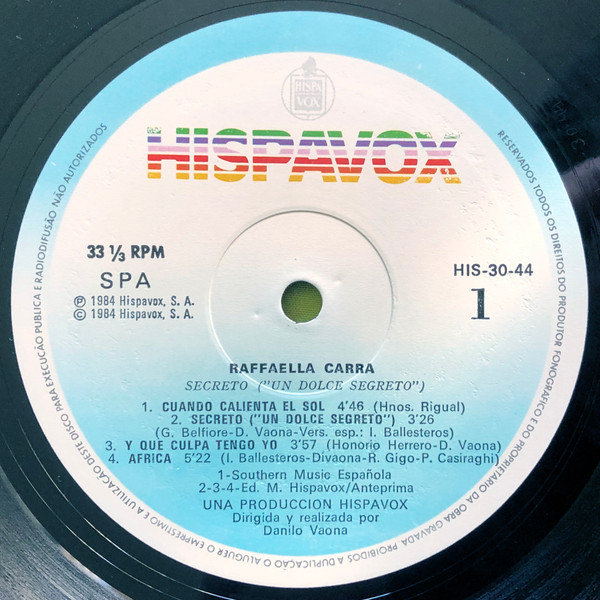 HISPA
VOX
HISPAVOX
33 ⅓ RPM
SPA
Ⓟ 1984 Hispavox, S. A.
© 1984 Hispavox, S. A.
HIS-30-44
1
RAFFAELLA CARRA
SECRETO ("UN DOLCE SEGRETO")
1. CUANDO CALIENTA EL SOL 4'46 (Hnos. Rigual)
2. SECRETO ("UN DOLCE SEGRETO") 3'26
(G. Belfiore-D. Vaona-Vers. esp.: I. Ballesteros)
3. Y QUE CULPA TENGO YO 3'57 (Honorio Herrero-D. Vaona)
4. AFRICA 5'22 (I. Ballesteros-Divaona-R. Gigo-P. Casiraghi)
1-Southern Music Española
2-3-4-Ed. M. Hispavox/Anteprima
UNA PRODUCCION HISPAVOX
Dirigida y realizada por
Danilo Vaona
RESERVADOS TODOS OS DIREITOS DO PRODUTOR FONOGRÁFICO E DO PROPRIETÁRIO DA OBRA GRAVADA PROIBIDOS A DUPLICAÇÃO O ALUGUER O EMPRÉSTIMO E A UTILIZAÇÃO DESTE DISCO PARA EXECUÇÃO PUBLICA E RADIODIFUSÃO NÃO AUTORIZADOS